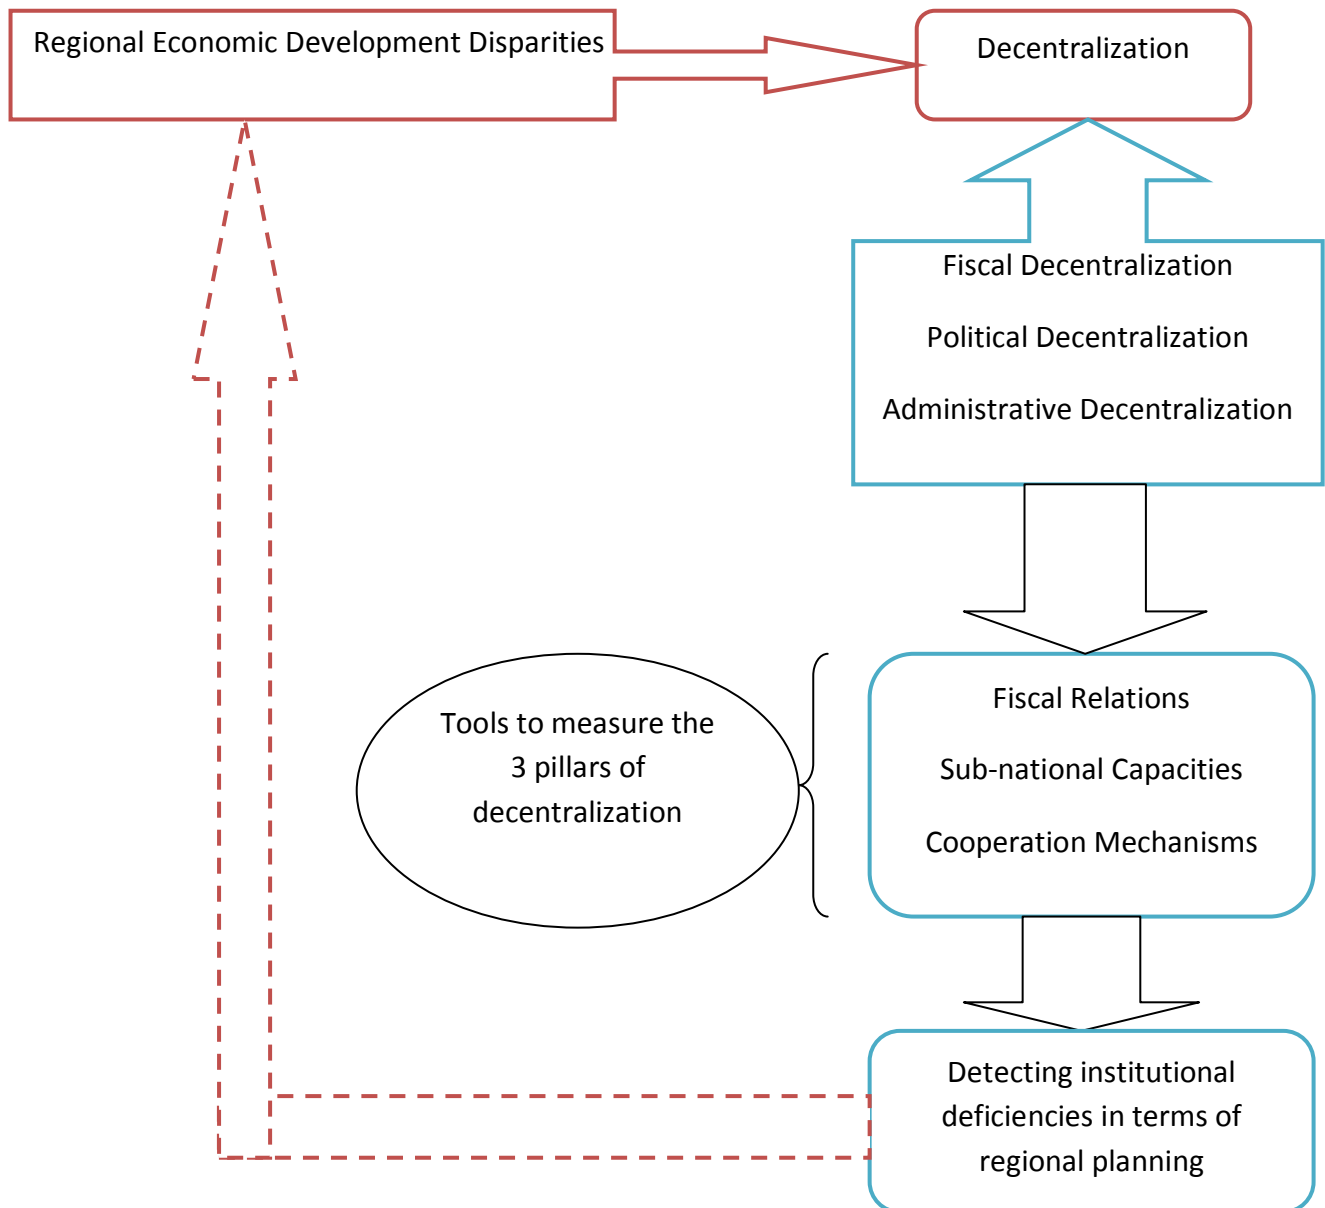 Regional Economic Development Disparities
Decentralization
Fiscal Decentralization
Political Decentralization
Administrative Decentralization
Tools to measure the
3 pillars of
decentralization
Fiscal Relations
Sub-national Capacities
Cooperation Mechanisms
Detecting institutional
deficiencies in terms of
regional planning